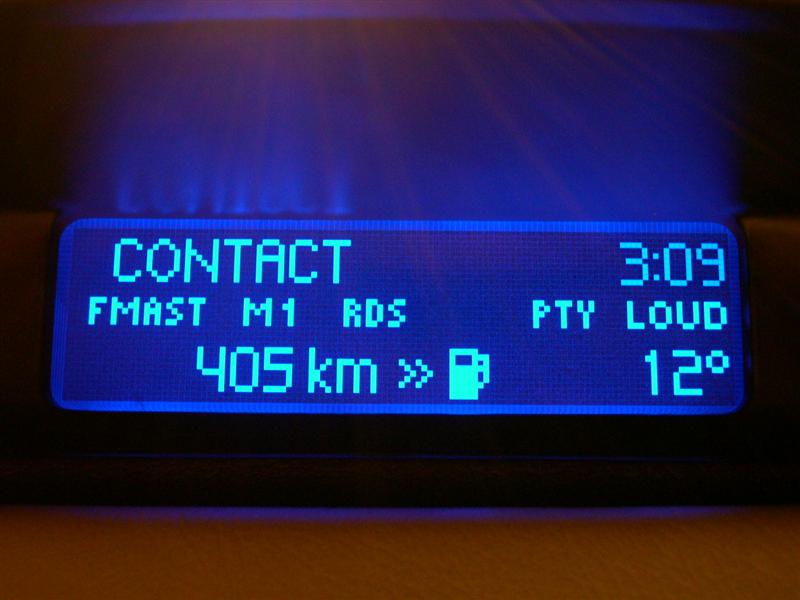 CONTACT 3:09
FMAST M1 RDS PTY LOUD
405 km » 12°